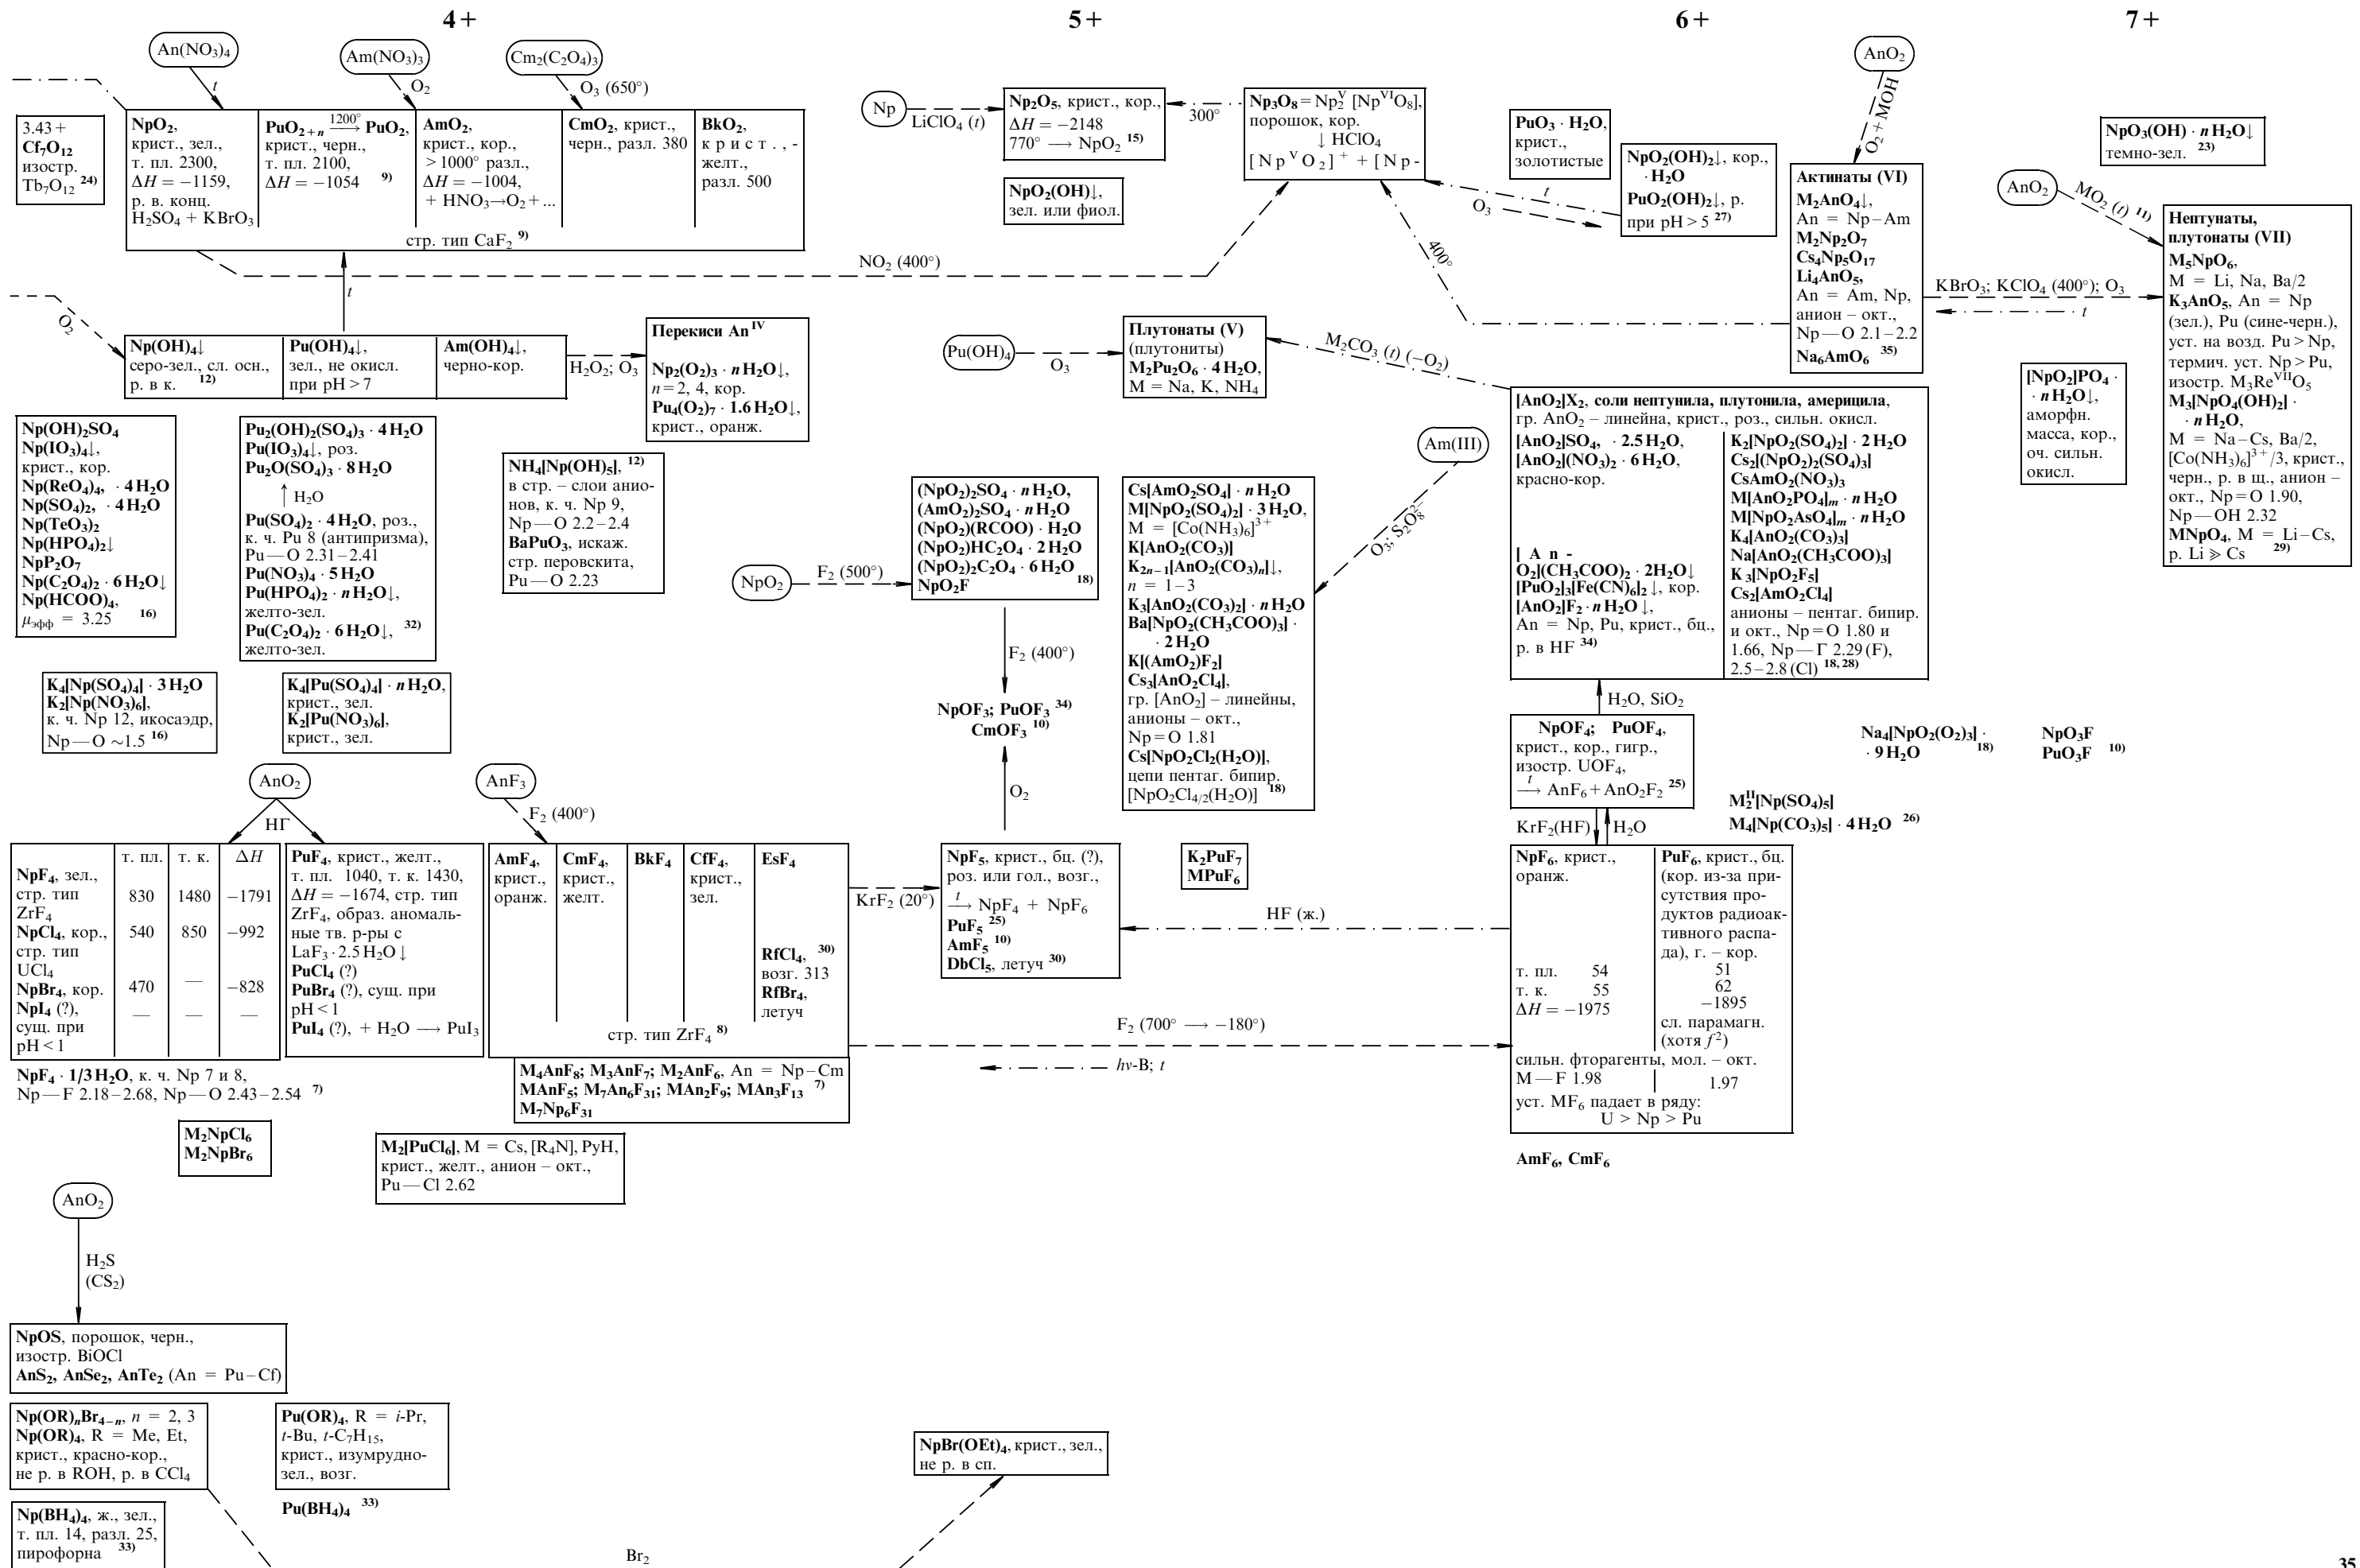 4+
5+
6+
7+
An(NO₃)₄
t
Am(NO₃)₃
O₂
Cm₂(C₂O₄)₃
O₃ (650°)
3.43+
Cf₇O₁₂
изостр.
Tb₇O₁₂ ²⁴⁾
NpO₂,
крист., зел.,
т. пл. 2300,
ΔH = −1159,
р. в. конц.
H₂SO₄ + KBrO₃
PuO₂₊ₙ —1200°→ PuO₂,
крист., черн.,
т. пл. 2100,
ΔH = −1054 ⁹⁾
AmO₂,
крист., кор.,
>1000° разл.,
ΔH = −1004,
+ HNO₃→O₂+...
CmO₂, крист.,
черн., разл. 380
BkO₂,
крист.,-
желт.,
разл. 500
стр. тип CaF₂ ⁹⁾
Np
LiClO₄ (t)
Np₂O₅, крист., кор.,
ΔH = −2148
770° → NpO₂ ¹⁵⁾
300°
Np₃O₈ = Np₂ⱽ [Npⱽᴵ O₈],
порошок, кор.
↓ HClO₄
[Npⱽ O₂]⁺ + [Np-
NpO₂(OH)↓,
зел. или фиол.
NO₂ (400°)
PuO₃ · H₂O,
крист.,
золотистые
t
O₃
NpO₂(OH)₂↓, кор.,
· H₂O
PuO₂(OH)₂↓, р.
при pH > 5 ²⁷⁾
400°
AnO₂
O₂ + MOH
Актинаты (VI)
M₂AnO₄↓,
An = Np–Am
M₂Np₂O₇
Cs₄Np₅O₁₇
Li₄AnO₅,
An = Am, Np,
анион – окт.,
Np—O 2.1–2.2
Na₆AmO₆ ³⁵⁾
NpO₃(OH) · nH₂O↓
темно-зел. ²³⁾
AnO₂
MO₂ (t) ¹¹⁾
KBrO₃; KClO₄ (400°); O₃
t
Нептунаты,
плутонаты (VII)
M₅NpO₆,
M = Li, Na, Ba/2
K₃AnO₅, An = Np
(зел.), Pu (сине-черн.),
уст. на возд. Pu > Np,
термич. уст. Np > Pu,
изостр. M₃Reⱽᴵᴵ O₅
M₃[NpO₄(OH)₂] ·
· nH₂O,
M = Na–Cs, Ba/2,
[Co(NH₃)₆]³⁺/3, крист.,
черн., р. в щ., анион –
окт., Np=O 1.90,
Np—OH 2.32
MNpO₄, M = Li–Cs,
р. Li ≫ Cs ²⁹⁾
O₂
Np(OH)₄↓
серо-зел., сл. осн.,
р. в к. ¹²⁾
Pu(OH)₄↓,
зел., не окисл.
при pH > 7
Am(OH)₄↓,
черно-кор.
t
H₂O₂; O₃
Перекиси Anᴵⱽ
Np₂(O₂)₃ · nH₂O↓,
n = 2, 4, кор.
Pu₄(O₂)₇ · 1.6H₂O↓,
крист., оранж.
Pu(OH)₄
O₃
Плутонаты (V)
(плутониты)
M₂Pu₂O₆ · 4H₂O,
M = Na, K, NH₄
M₂CO₃ (t) (−O₂)
[NpO₂]PO₄ ·
· nH₂O↓,
аморфн.
масса, кор.,
оч. сильн.
окисл.
Np(OH)₂SO₄
Np(IO₃)₄↓,
крист., кор.
Np(ReO₄)₄, · 4H₂O
Np(SO₄)₂, · 4H₂O
Np(TeO₃)₂
Np(HPO₄)₂↓
NpP₂O₇
Np(C₂O₄)₂ · 6H₂O↓
Np(HCOO)₄,
μэфф = 3.25 ¹⁶⁾
Pu₂(OH)₂(SO₄)₃ · 4H₂O
Pu(IO₃)₄↓, роз.
Pu₂O(SO₄)₃ · 8H₂O
↑ H₂O
Pu(SO₄)₂ · 4H₂O, роз.,
к. ч. Pu 8 (антипризма),
Pu—O 2.31–2.41
Pu(NO₃)₄ · 5H₂O
Pu(HPO₄)₂ · nH₂O↓,
желто-зел.
Pu(C₂O₄)₂ · 6H₂O↓, ³²⁾
желто-зел.
NH₄[Np(OH)₅], ¹²⁾
в стр. – слои анио-
нов, к. ч. Np 9,
Np—O 2.2–2.4
BaPuO₃, искаж.
стр. перовскита,
Pu—O 2.23
NpO₂
F₂ (500°)
(NpO₂)₂SO₄ · nH₂O,
(AmO₂)₂SO₄ · nH₂O
(NpO₂)(RCOO) · H₂O
(NpO₂)HC₂O₄ · 2H₂O
(NpO₂)₂C₂O₄ · 6H₂O
NpO₂F ¹⁸⁾
F₂ (400°)
NpOF₃; PuOF₃ ³⁴⁾
CmOF₃ ¹⁰⁾
O₂
Cs[AmO₂SO₄] · nH₂O
M[NpO₂(SO₄)₂] · 3H₂O,
M = [Co(NH₃)₆]³⁺
K[AnO₂(CO₃)]
K₂ₙ₋₁[AnO₂(CO₃)ₙ]↓,
n = 1–3
K₃[AnO₂(CO₃)₂] · nH₂O
Ba[NpO₂(CH₃COO)₃] ·
· 2H₂O
K[(AmO₂)F₂]
Cs₃[AnO₂Cl₄],
гр. [AnO₂] – линейны,
анионы – окт.,
Np=O 1.81
Cs[NpO₂Cl₂(H₂O)],
цепи пентаг. бипир.
[NpO₂Cl₄/₂(H₂O)] ¹⁸⁾
Am(III)
O₃; S₂O₈²⁻
[AnO₂]X₂, соли нептунила, плутонила, америцила,
гр. AnO₂ – линейна, крист., роз., сильн. окисл.
[AnO₂]SO₄, · 2.5H₂O,
[AnO₂](NO₃)₂ · 6H₂O,
красно-кор.
[An-
O₂](CH₃COO)₂ · 2H₂O↓
[PuO₂]₃[Fe(CN)₆]₂↓, кор.
[AnO₂]F₂ · nH₂O↓,
An = Np, Pu, крист., бц.,
р. в HF ³⁴⁾
K₂[NpO₂(SO₄)₂] · 2H₂O
Cs₂[(NpO₂)₂(SO₄)₃]
CsAmO₂(NO₃)₃
M[AnO₂PO₄]ₘ · nH₂O
M[NpO₂AsO₄]ₘ · nH₂O
K₄[AnO₂(CO₃)₃]
Na[AnO₂(CH₃COO)₃]
K₃[NpO₂F₅]
Cs₂[AmO₂Cl₄]
анионы – пентаг. бипир.
и окт., Np=O 1.80 и
1.66, Np—Г 2.29 (F),
2.5–2.8 (Cl) ¹⁸, ²⁸⁾
K₄[Np(SO₄)₄] · 3H₂O
K₂[Np(NO₃)₆],
к. ч. Np 12, икосаэдр,
Np—O ~1.5 ¹⁶⁾
K₄[Pu(SO₄)₄] · nH₂O,
крист., зел.
K₂[Pu(NO₃)₆],
крист., зел.
H₂O, SiO₂
NpOF₄; PuOF₄,
крист., кор., гигр.,
изостр. UOF₄,
—t→ AnF₆ + AnO₂F₂ ²⁵⁾
KrF₂(HF)
H₂O
Na₄[NpO₂(O₂)₃] ·
· 9H₂O ¹⁸⁾
NpO₃F
PuO₃F ¹⁰⁾
M₂ᴵᴵ[Np(SO₄)₅]
M₄[Np(CO₃)₅] · 4H₂O ²⁶⁾
AnO₂
НГ
AnF₃
F₂ (400°)
т. пл. т. к. ΔH
NpF₄, зел.,
стр. тип 830 1480 −1791
ZrF₄
NpCl₄, кор., 540 850 −992
стр. тип
UCl₄
NpBr₄, кор. 470 — −828
NpI₄ (?), — — —
сущ. при
pH < 1
PuF₄, крист., желт.,
т. пл. 1040, т. к. 1430,
ΔH = −1674, стр. тип
ZrF₄, образ. аномаль-
ные тв. р-ры с
LaF₃ · 2.5H₂O↓
PuCl₄ (?)
PuBr₄ (?), сущ. при
pH < 1
PuI₄ (?), + H₂O → PuI₃
AmF₄,
крист.,
оранж.
CmF₄,
крист.,
желт.
BkF₄
CfF₄,
крист.,
зел.
EsF₄
RfCl₄, ³⁰⁾
возг. 313
RfBr₄,
летуч
стр. тип ZrF₄ ⁸⁾
KrF₂ (20°)
NpF₅, крист., бц. (?),
роз. или гол., возг.,
—t→ NpF₄ + NpF₆
PuF₅ ²⁵⁾
AmF₅ ¹⁰⁾
DbCl₅, летуч ³⁰⁾
K₂PuF₇
MPuF₆
HF (ж.)
F₂ (700° → −180°)
hν-В; t
NpF₆, крист.,
оранж.
т. пл. 54
т. к. 55
ΔH = −1975
PuF₆, крист., бц.
(кор. из-за при-
сутствия про-
дуктов радиоак-
тивного распа-
да), г. – кор.
51
62
−1895
сл. парамагн.
(хотя f²)
сильн. фторагенты, мол. – окт.
M—F 1.98 1.97
уст. MF₆ падает в ряду:
U > Np > Pu
AmF₆, CmF₆
NpF₄ · 1/3H₂O, к. ч. Np 7 и 8,
Np—F 2.18–2.68, Np—O 2.43–2.54 ⁷⁾
M₄AnF₈; M₃AnF₇; M₂AnF₆, An = Np–Cm
MAnF₅; M₇An₆F₃₁; MAn₂F₉; MAn₃F₁₃ ⁷⁾
M₇Np₆F₃₁
M₂NpCl₆
M₂NpBr₆
M₂[PuCl₆], M = Cs, [R₄N], PyH,
крист., желт., анион – окт.,
Pu—Cl 2.62
AnO₂
H₂S
(CS₂)
NpOS, порошок, черн.,
изостр. BiOCl
AnS₂, AnSe₂, AnTe₂ (An = Pu–Cf)
Np(OR)ₙBr₄₋ₙ, n = 2, 3
Np(OR)₄, R = Me, Et,
крист., красно-кор.,
не р. в ROH, р. в CCl₄
Pu(OR)₄, R = i-Pr,
t-Bu, t-C₇H₁₅,
крист., изумрудно-
зел., возг.
Pu(BH₄)₄ ³³⁾
NpBr(OEt)₄, крист., зел.,
не р. в сп.
Np(BH₄)₄, ж., зел.,
т. пл. 14, разл. 25,
пирофорна ³³⁾
Br₂
35